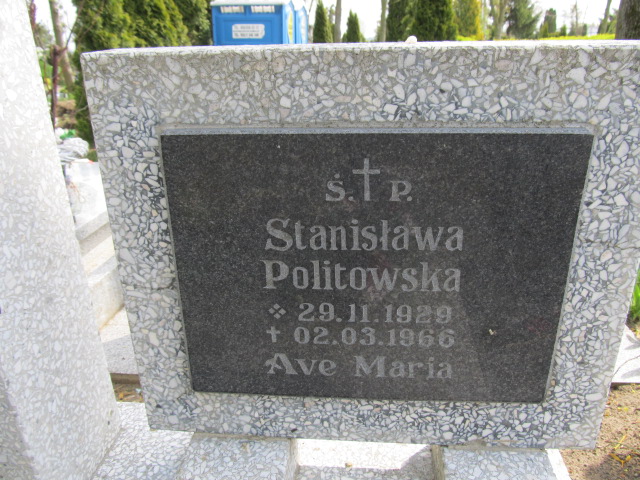 Ś. P.
Stanisława
Politowska
29.11.1929
02.03.1966
Ave Maria